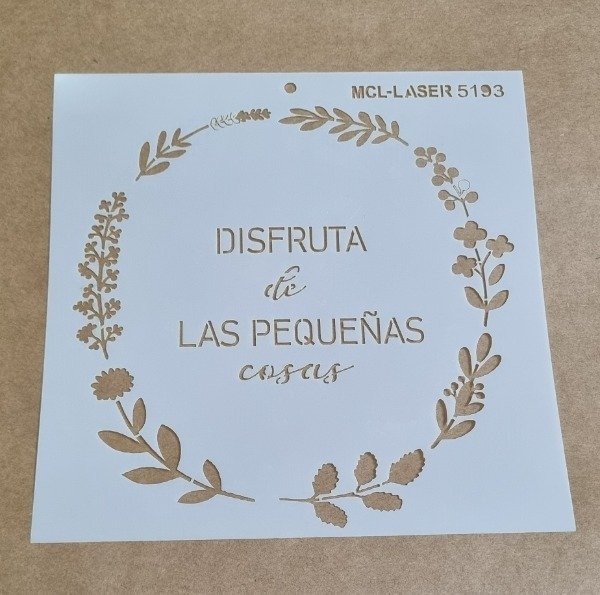 MCL-LASER 5193
DISFRUTA
de
LAS PEQUEÑAS
cosas